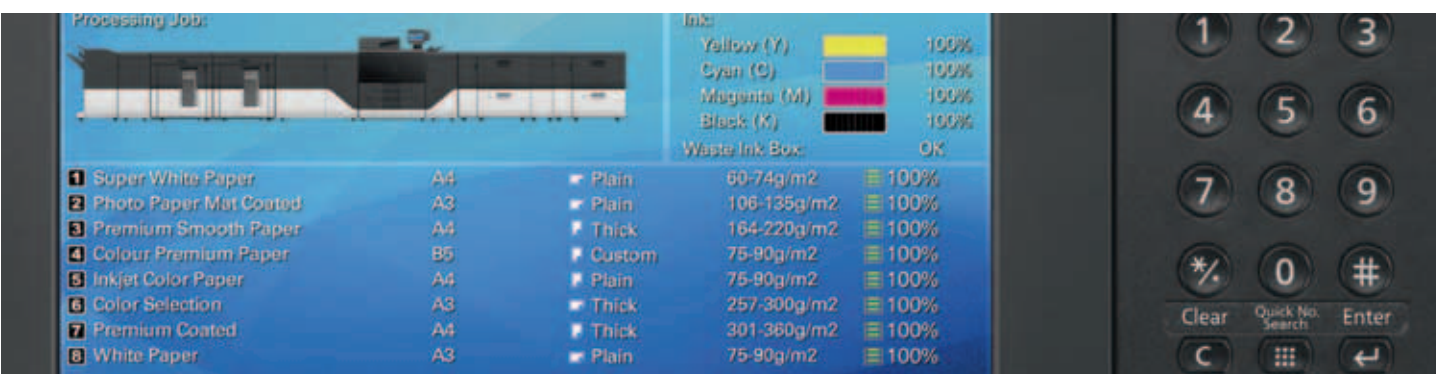 Processing Job:
Ink:
Yellow (Y) 100%
Cyan (C) 100%
Magenta (M) 100%
Black (K) 100%
Waste Ink Box: OK
1 Super White Paper A4 Plain 60-74g/m2 100%
2 Photo Paper Mat Coated A3 Plain 106-135g/m2 100%
3 Premium Smooth Paper A4 Thick 164-220g/m2 100%
4 Colour Premium Paper B5 Custom 75-90g/m2 100%
5 Inkjet Color Paper A4 Plain 75-90g/m2 100%
6 Color Selection A3 Thick 257-300g/m2 100%
7 Premium Coated A4 Thick 301-360g/m2 100%
8 White Paper A3 Plain 75-90g/m2 100%
1 2 3
4 5 6
7 8 9
*/. 0 #
Clear Quick No. Search Enter
C